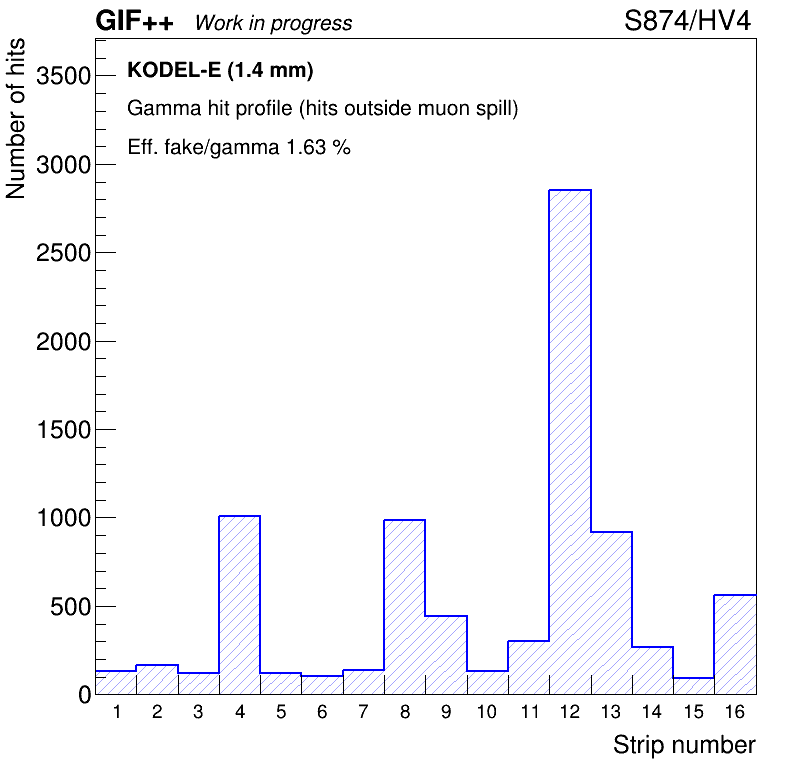 GIF++ Work in progress S874/HV4
Number of hits
KODEL-E (1.4 mm)
Gamma hit profile (hits outside muon spill)
Eff. fake/gamma 1.63 %
3500
3000
2500
2000
1500
1000
500
0
1 2 3 4 5 6 7 8 9 10 11 12 13 14 15 16
Strip number